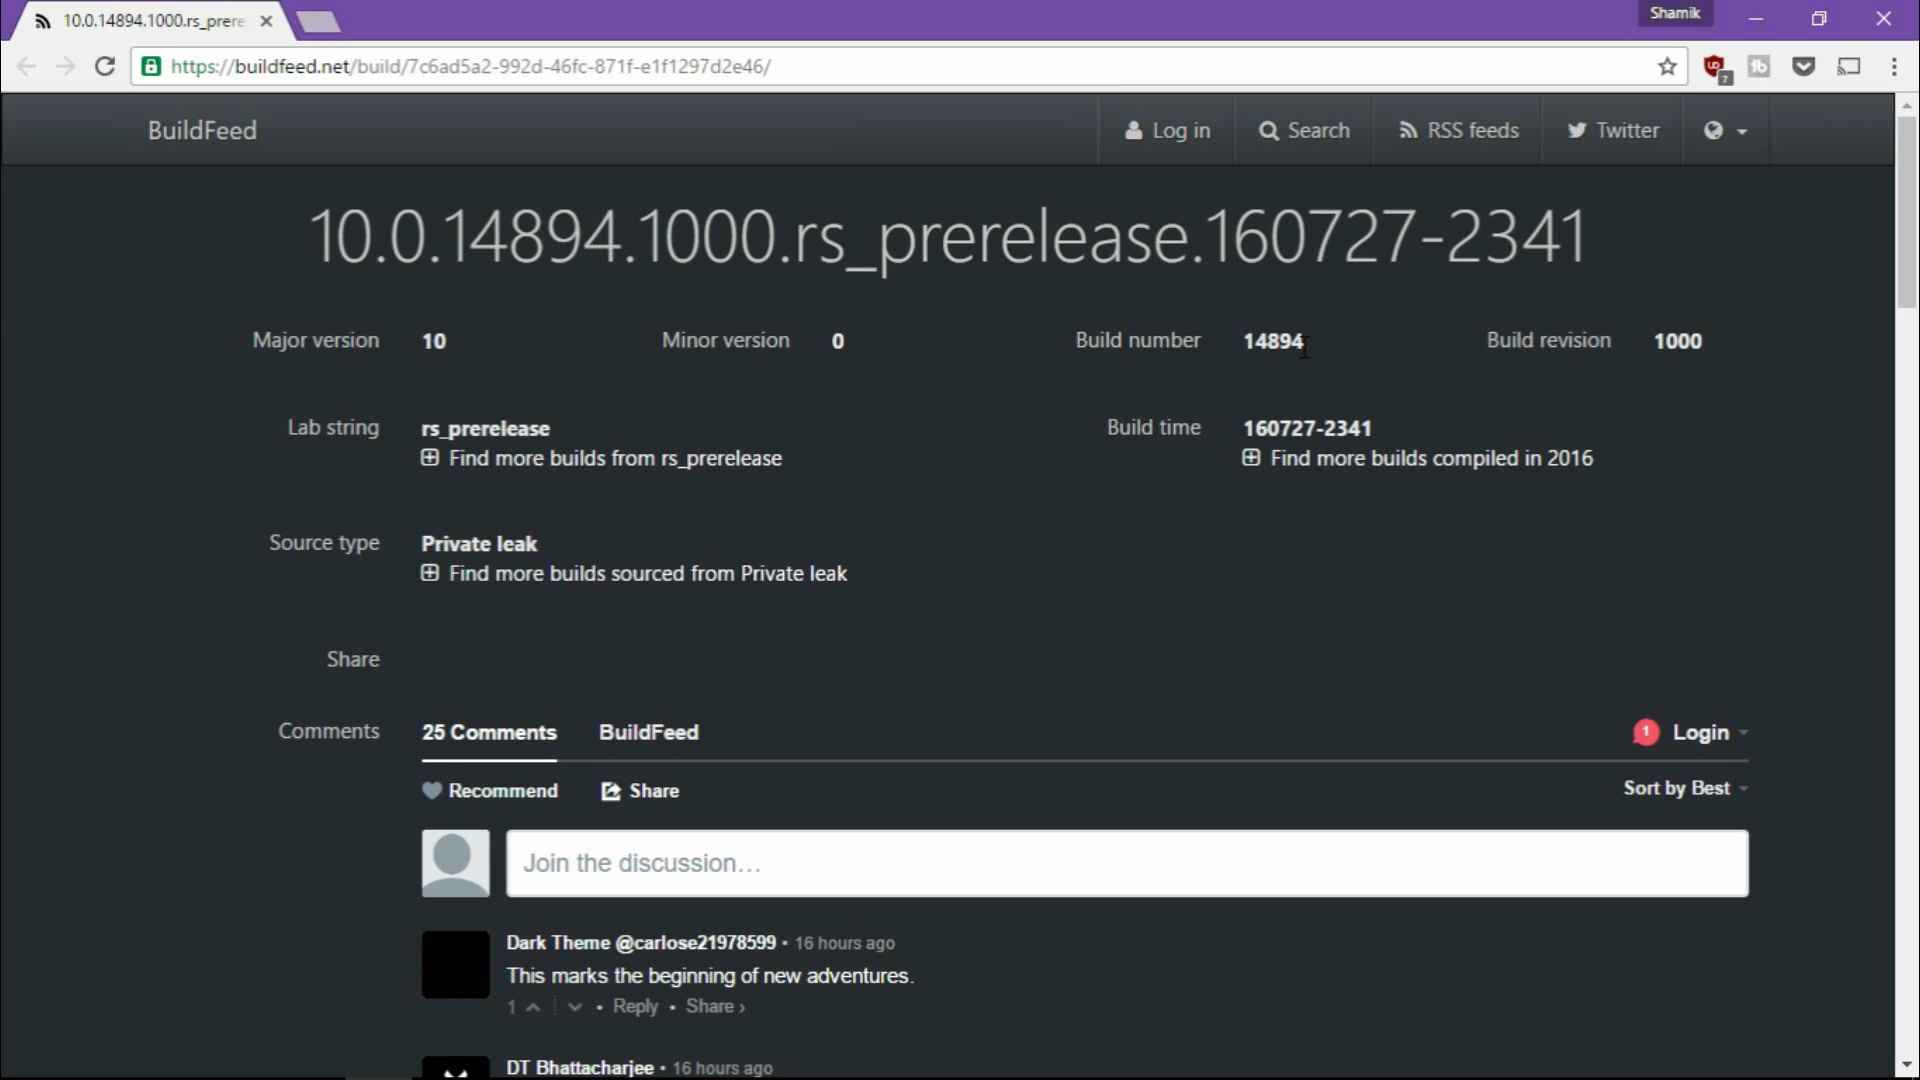 10.0.14894.1000.rs_prere
Shamik
https://buildfeed.net/build/7c6ad5a2-992d-46fc-871f-e1f1297d2e46/
7
BuildFeed
Log in
Search
RSS feeds
Twitter
10.0.14894.1000.rs_prerelease.160727-2341
Major version 10
Minor version 0
Build number 14894
Build revision 1000
Lab string rs_prerelease
Find more builds from rs_prerelease
Build time 160727-2341
Find more builds compiled in 2016
Source type Private leak
Find more builds sourced from Private leak
Share
Comments
25 Comments
BuildFeed
1 Login
Recommend
Share
Sort by Best
Join the discussion…
Dark Theme @carlose21978599 • 16 hours ago
This marks the beginning of new adventures.
1 • Reply • Share ›
DT Bhattacharjee • 16 hours ago